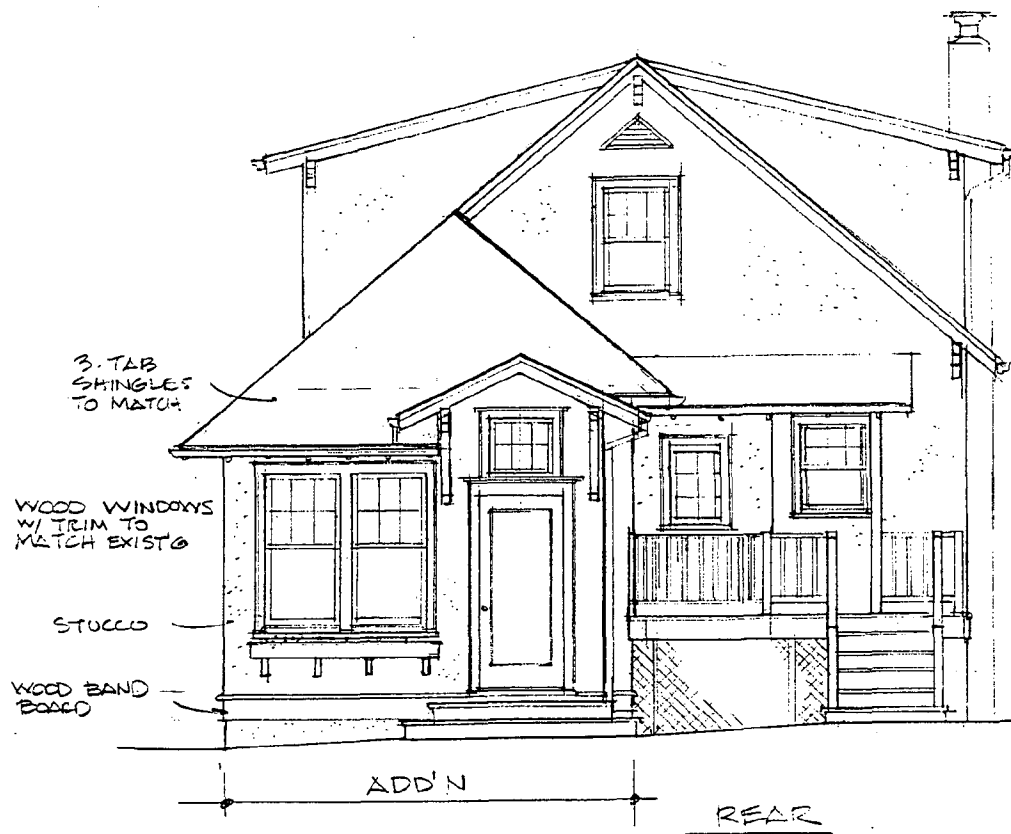 3-TAB
SHINGLES
TO MATCH
WOOD WINDOWS
W/ TRIM TO
MATCH EXIST'G
STUCCO
WOOD BAND
BOARD
ADD'N
REAR